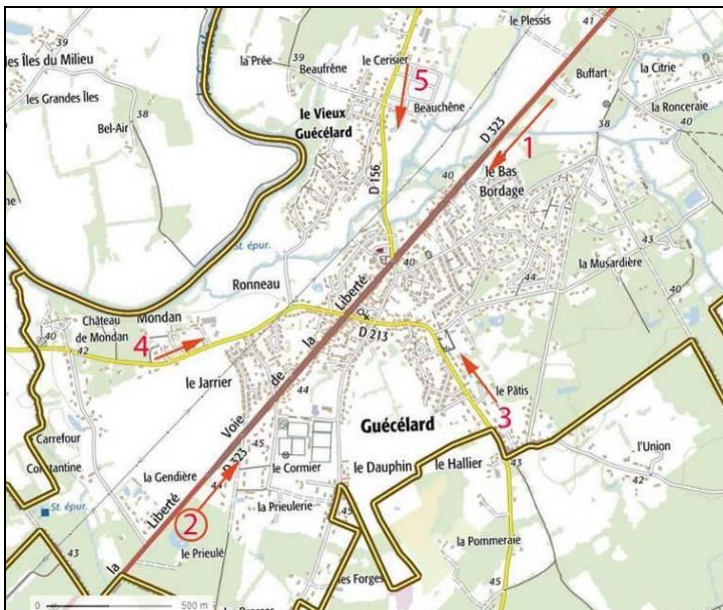 le Plessis
41
39
les Îles du Milieu
la Prée
39
Beaufrêne
le Cerisier
5
Buffart
la Citrie
les Grandes Îles
38
Bel-Air
le Vieux
Guécélard
Beauchêne
la Ronceraie
40
D 323
1
38
D 156
40
le Bas
Bordage
St. épur.
Ronneau
40
43
la Musardière
44
Liberté
Château
de Mondan
Mondan
40
42
4
D 213
la
le Jarrier
de
44
le Pâtis
Voie
Guécélard
3
Carrefour
Constantine
45
D 323
l'Union
la Gendière
44
le Cormier
le Dauphin
le Hallier
43
42
St. épur.
Liberté
2
la Prieulerie
43
le Prieulé
la Pommeraie
la
les Forges
45
0
500 m